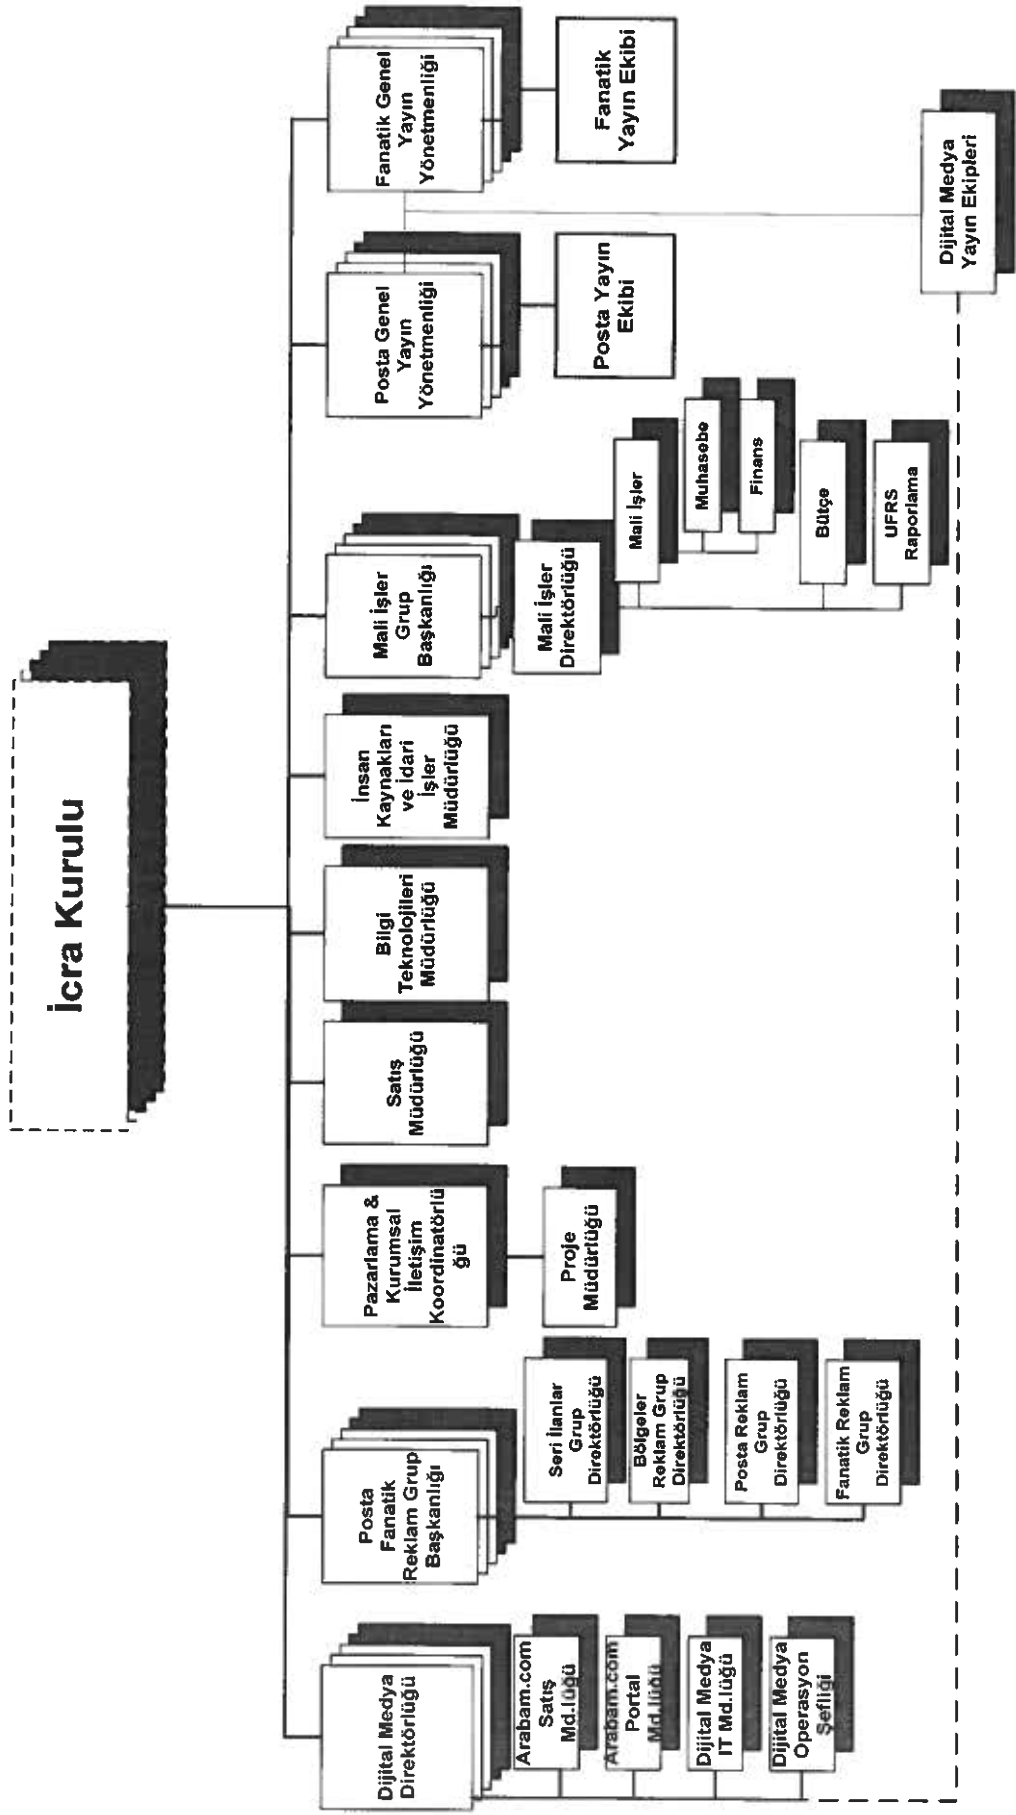 İcra Kurulu
Dijital Medya
Direktörlüğü
Arabam.com
Satış
Md.lüğü
Arabam.com
Portal
Md.lüğü
Dijital Medya
IT Md.lüğü
Dijital Medya
Operasyon
Şefliği
Posta
Fanatik
Reklam Grup
Başkanlığı
Seri İlanlar
Grup
Direktörlüğü
Bölgeler
Reklam Grup
Direktörlüğü
Posta Reklam
Grup
Direktörlüğü
Fanatik Reklam
Grup
Direktörlüğü
Pazarlama &
Kurumsal
İletişim
Koordinatörlü
ğü
Proje
Müdürlüğü
Satış
Müdürlüğü
Bilgi
Teknolojileri
Müdürlüğü
İnsan
Kaynakları
ve İdari
İşler
Müdürlüğü
Mali İşler
Grup
Başkanlığı
Mali İşler
Direktörlüğü
Mali İşler
Muhasebe
Finans
Bütçe
UFRS
Raporlama
Posta Genel
Yayın
Yönetmenliği
Posta Yayın
Ekibi
Fanatik Genel
Yayın
Yönetmenliği
Fanatik
Yayın Ekibi
Dijital Medya
Yayın Ekipleri